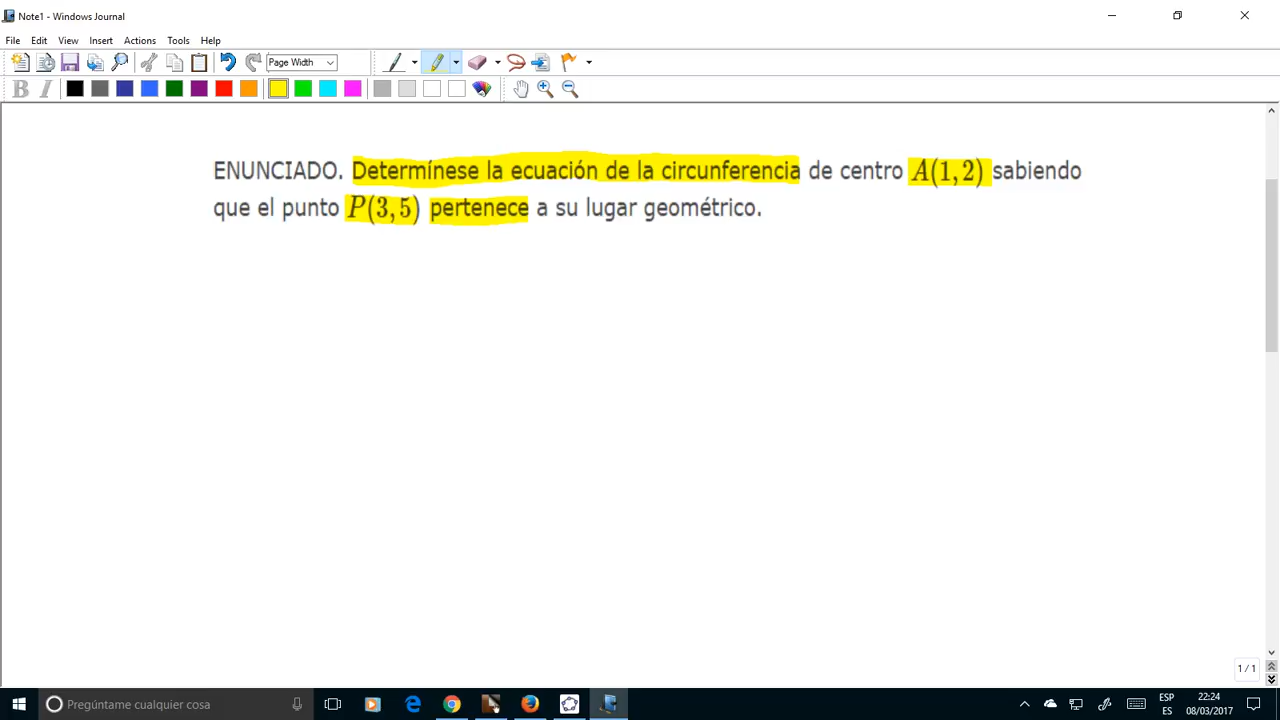 Note1 - Windows Journal
File Edit View Insert Actions Tools Help
Page Width
B I
ENUNCIADO. Determínese la ecuación de la circunferencia de centro A(1, 2) sabiendo
que el punto P(3, 5) pertenece a su lugar geométrico.
1 / 1
Pregúntame cualquier cosa
ESP
ES
22:24
08/03/2017